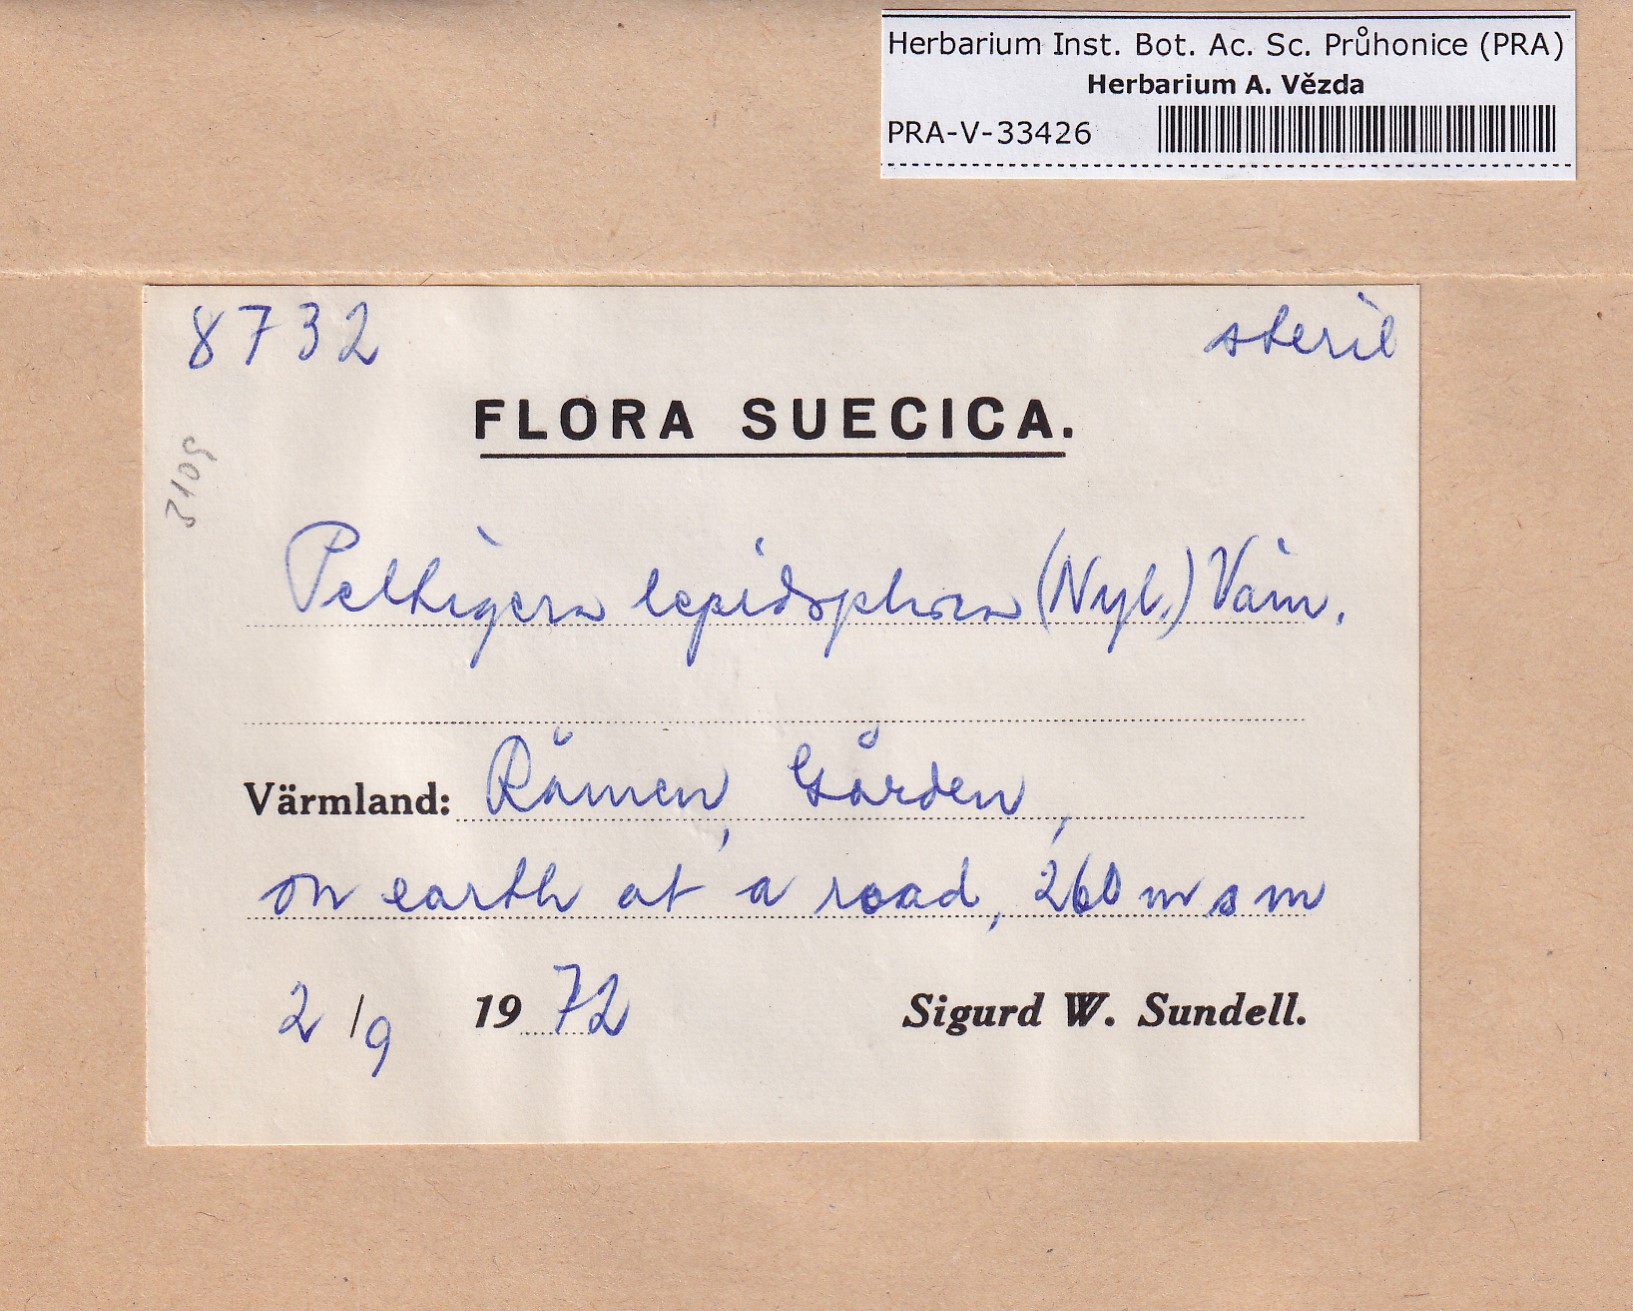 Herbarium Inst. Bot. Ac. Sc. Průhonice (PRA)
Herbarium A. Vězda
PRA-V-33426
8732
steril
FLORA SUECICA.
3109
Peltigera lepidophora (Nyl.) Vain.
Värmland: Råmen, Gården,
on earth at a road, 260 m s m
2/9 1972
Sigurd W. Sundell.